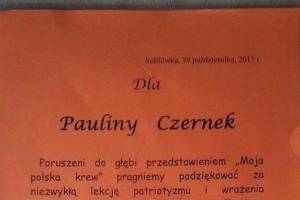 Soblówka, 19 października, 2015 r.
Dla
Pauliny Czernek
Poruszeni do głębi przedstawieniem „Moja
polska krew" pragniemy podziękować za
niezwykłą lekcję patriotyzmu i wrażenia